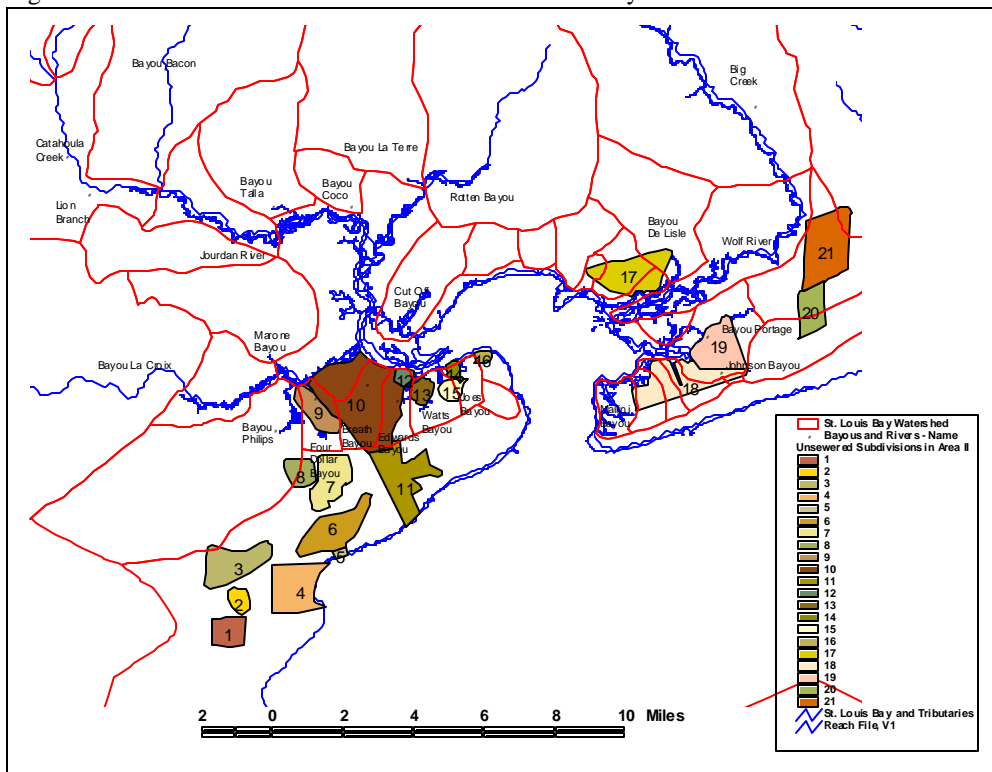 Bayou Bacon
Big
Creek
Catahoula
Creek
Bayou La Terre
Bayou
Talla
Bayou
Coco
Rotten Bayou
Lion
Branch
Bayou
De Lisle
Wolf River
Jourdan River
21
17
Cut Off
Bayou
20
Marone
Bayou
Bayou Portage
19
Bayou La Croix
Johnson Bayou
12
14
15
13
10
18
Joes
Bayou
9
Watts
Bayou
Bayou
Philips
Breath
Bayou
Edwards
Bayou
Four
Dollar
Bayou
8
7
11
6
5
3
4
2
1
2 0 2 4 6 8 10 Miles
St. Louis Bay Watershed
Bayous and Rivers - Name
Unsewered Subdivisions in Area II
1
2
3
4
5
6
7
8
9
10
11
12
13
14
15
16
17
18
19
20
21
St. Louis Bay and Tributaries
Reach File, V1